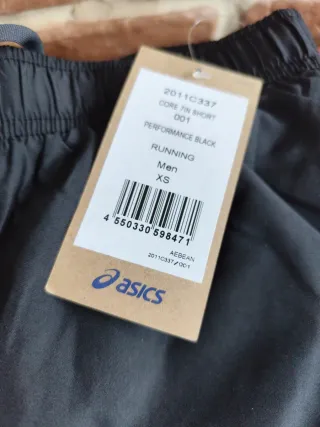 2011C337
CORE 7IN SHORT
001
PERFORMANCE BLACK
RUNNING
Men
XS
4 550330 598471
AEBEAN
2011C337/001
asics